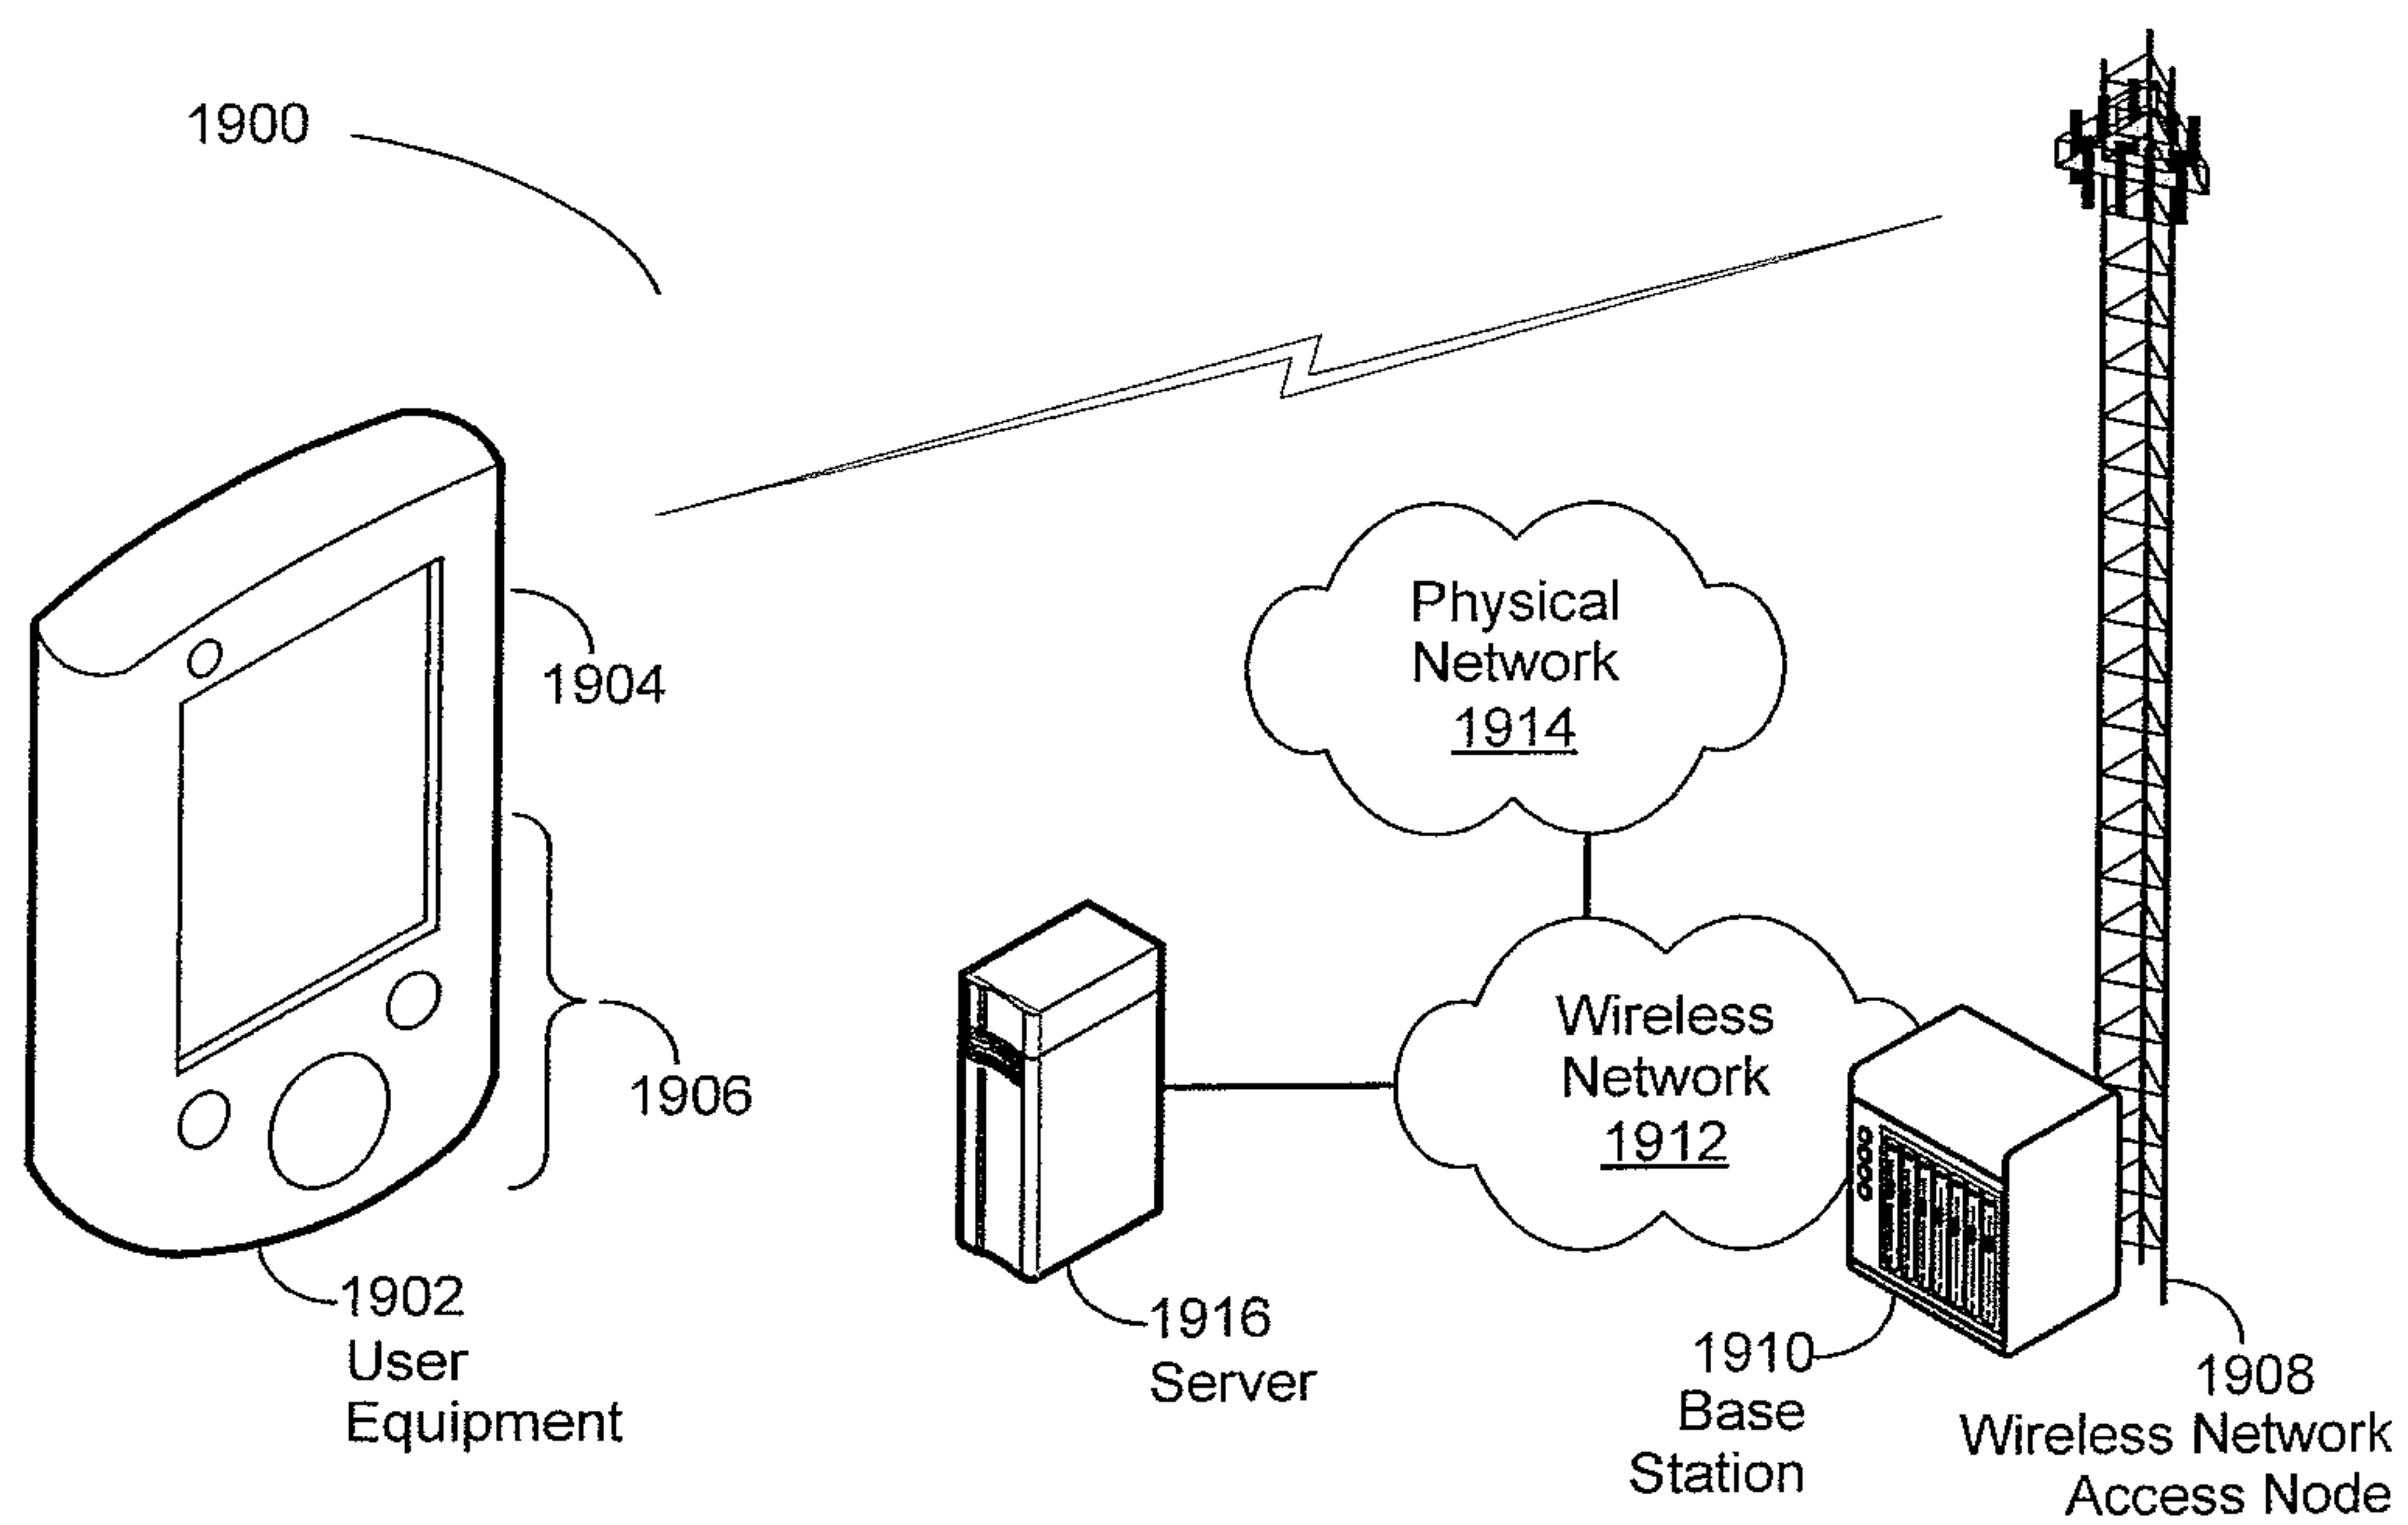 1900
1904
1906
1902
User
Equipment
Physical
Network
1914
Wireless
Network
1912
1916
Server
1910
Base
Station
1908
Wireless Network
Access Node